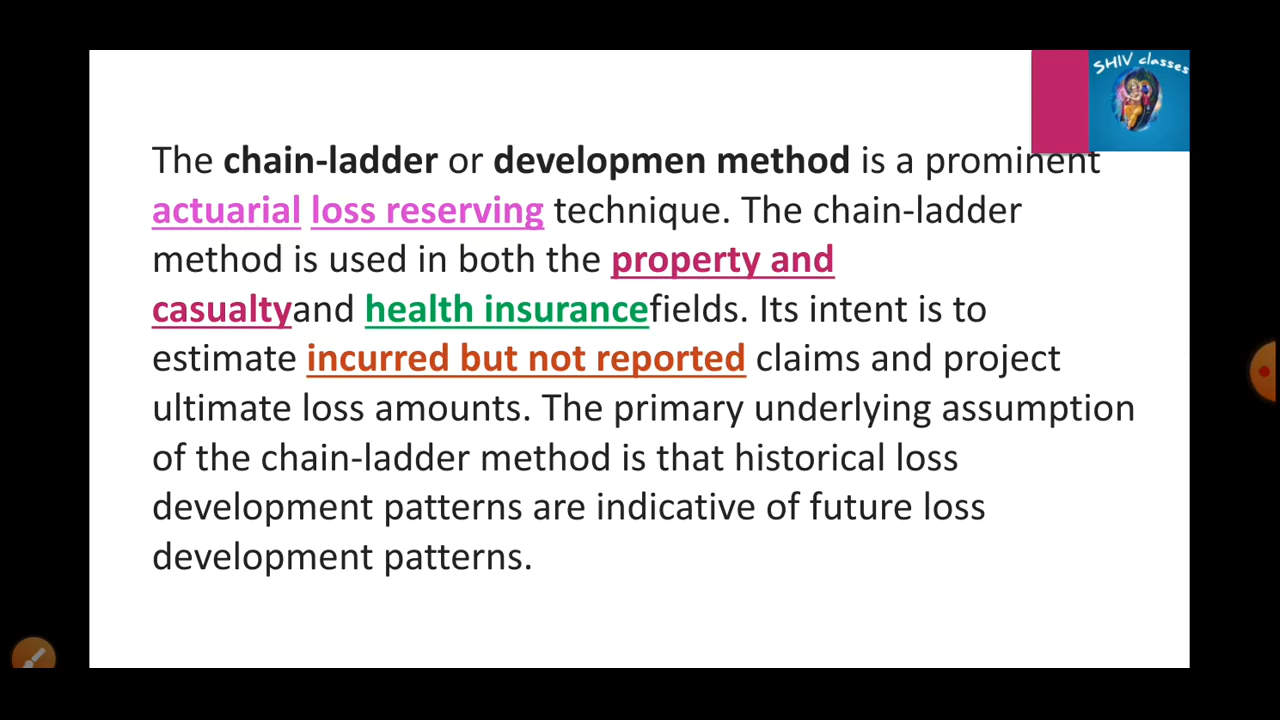 SHIV classes
The chain-ladder or developmen method is a prominent
actuarial loss reserving technique. The chain-ladder
method is used in both the property and
casualtyand health insurancefields. Its intent is to
estimate incurred but not reported claims and project
ultimate loss amounts. The primary underlying assumption
of the chain-ladder method is that historical loss
development patterns are indicative of future loss
development patterns.